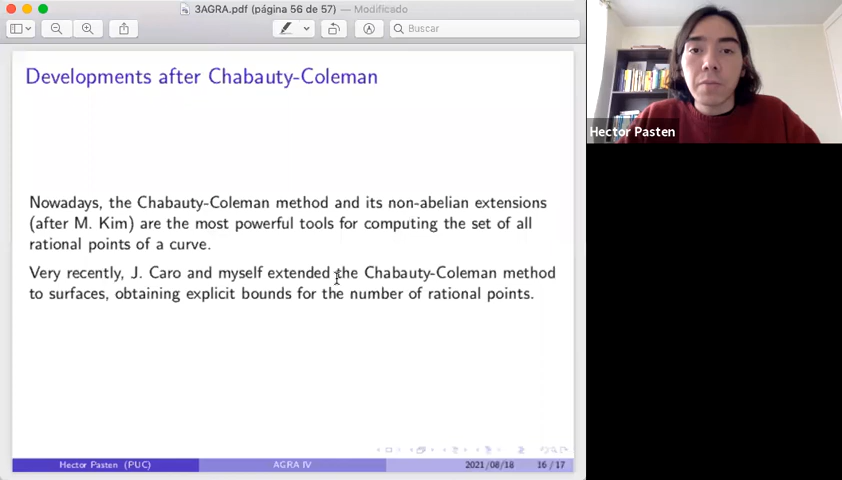 3AGRA.pdf (página 56 de 57) — Modificado
Buscar
Developments after Chabauty-Coleman
Nowadays, the Chabauty-Coleman method and its non-abelian extensions
(after M. Kim) are the most powerful tools for computing the set of all
rational points of a curve.
Very recently, J. Caro and myself extended the Chabauty-Coleman method
to surfaces, obtaining explicit bounds for the number of rational points.
Hector Pasten (PUC)
AGRA IV
2021/08/18
16 / 17
Hector Pasten